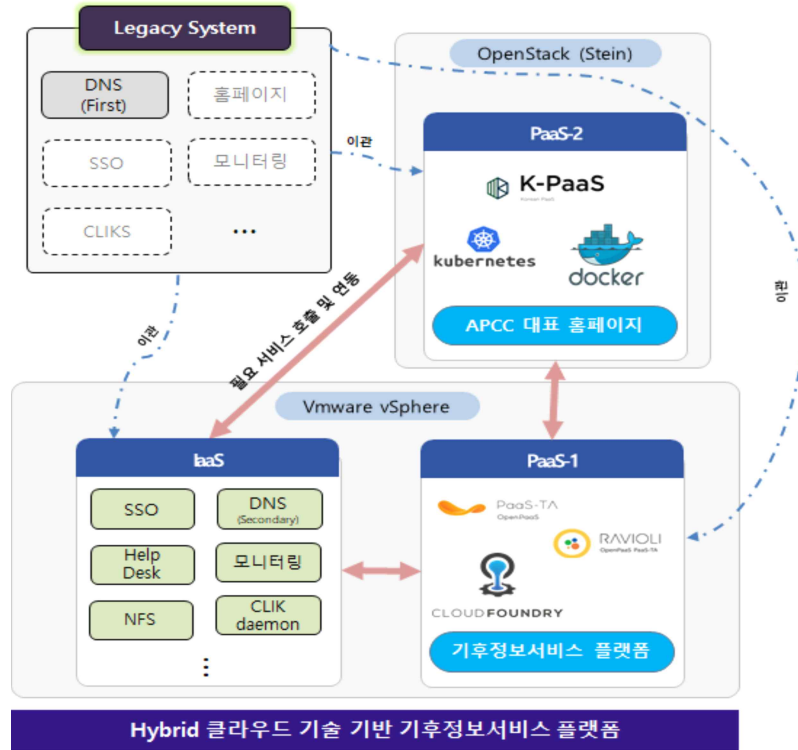 Legacy System
DNS
(First)
홈페이지
SSO
모니터링
CLIKS
...
이관
이관
이관
필요 서비스 호출 및 연동
OpenStack (Stein)
PaaS-2
K-PaaS
Korean PaaS
kubernetes
docker
APCC 대표 홈페이지
Vmware vSphere
IaaS
SSO
DNS
(Secondary)
Help
Desk
모니터링
NFS
CLIK
daemon
PaaS-1
PaaS-TA
OpenPaaS
RAVIOLI
OpenPaaS PaaS-TA
CLOUDFOUNDRY
기후정보서비스 플랫폼
Hybrid 클라우드 기술 기반 기후정보서비스 플랫폼